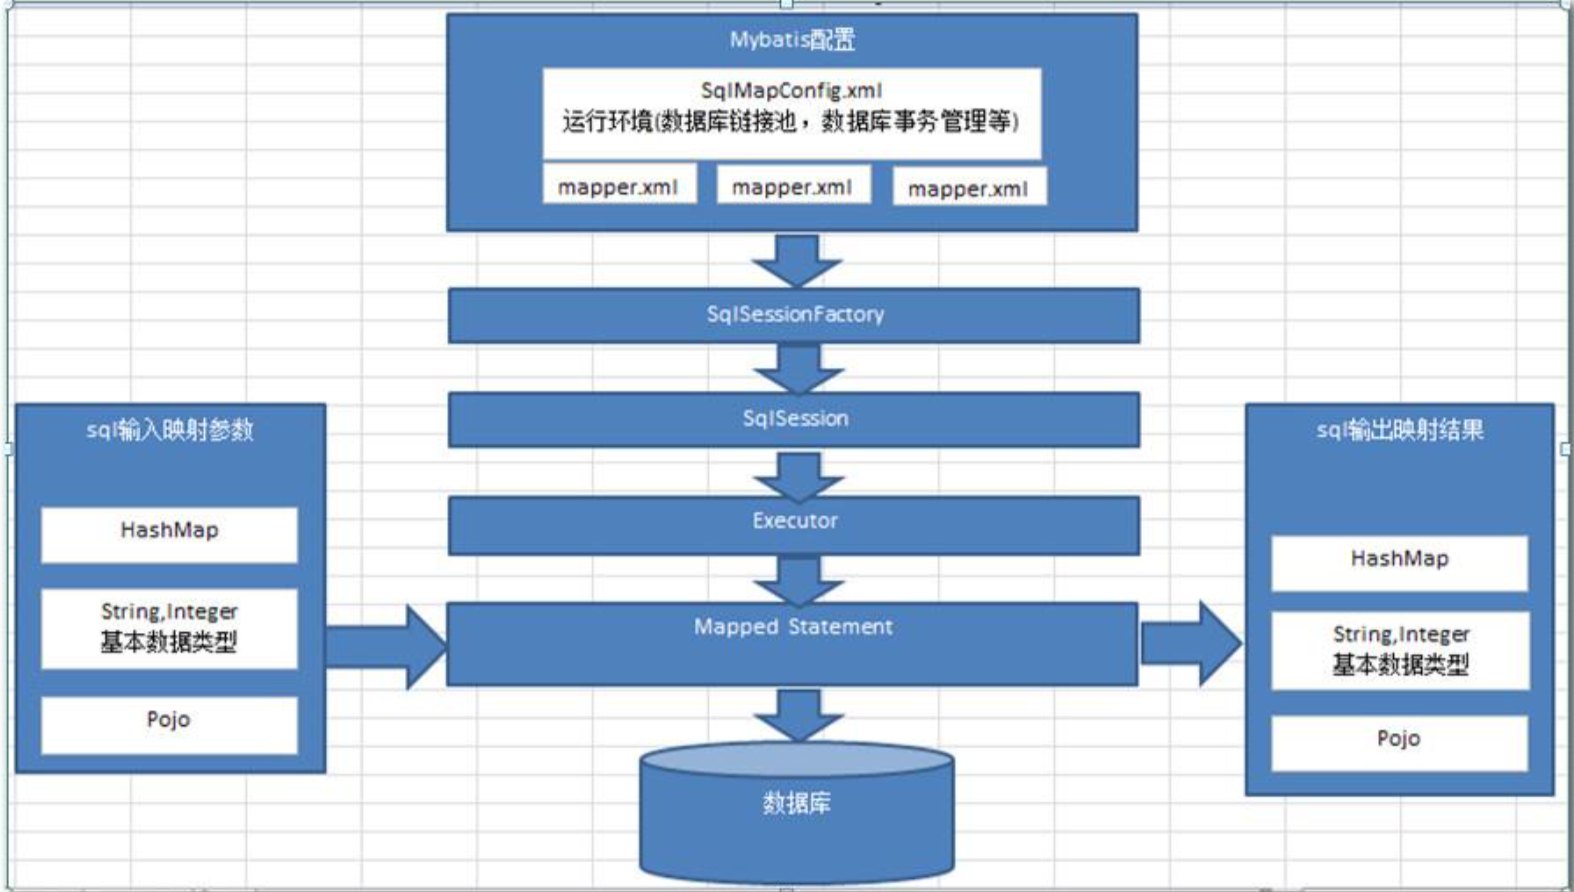 Mybatis配置
SqlMapConfig.xml
运行环境(数据库链接池，数据库事务管理等)
mapper.xml
mapper.xml
mapper.xml
SqlSessionFactory
SqlSession
Executor
Mapped Statement
数据库
sql输入映射参数
HashMap
String,Integer
基本数据类型
Pojo
sql输出映射结果
HashMap
String,Integer
基本数据类型
Pojo